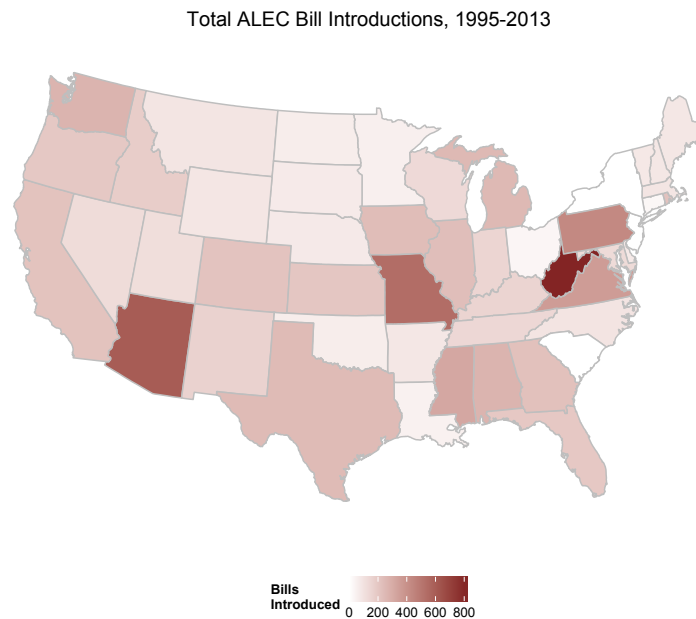 Total ALEC Bill Introductions, 1995-2013
Bills
Introduced
0 200 400 600 800